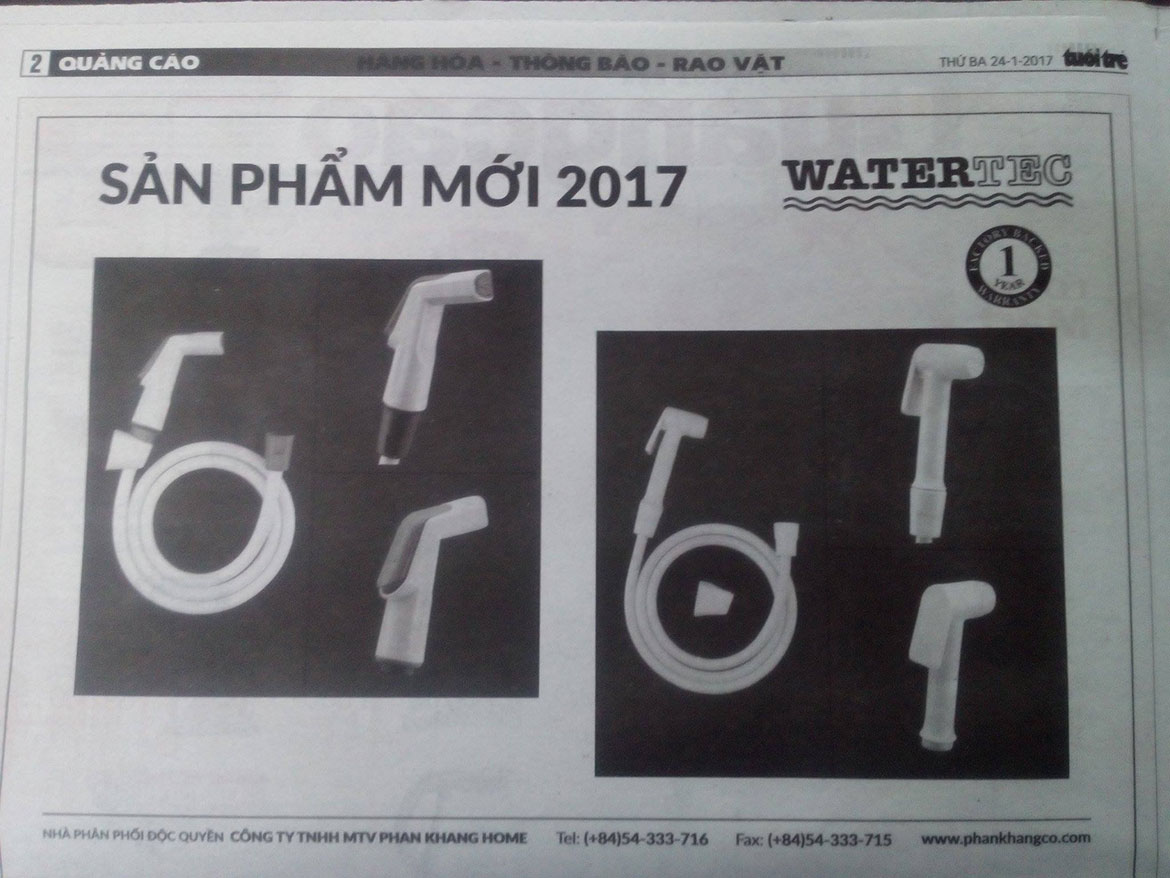 2 QUẢNG CÁO HÀNG HÓA - THÔNG BÁO - RAO VẶT THỨ BA 24-1-2017 tuổi trẻ
SẢN PHẨM MỚI 2017
WATERTEC
FACTORY BACKED
1
YEAR
WARRANTY
NHÀ PHÂN PHỐI ĐỘC QUYỀN CÔNG TY TNHH MTV PHAN KHANG HOME Tel: (+84)54-333-716 Fax: (+84)54-333-715 www.phankhangco.com